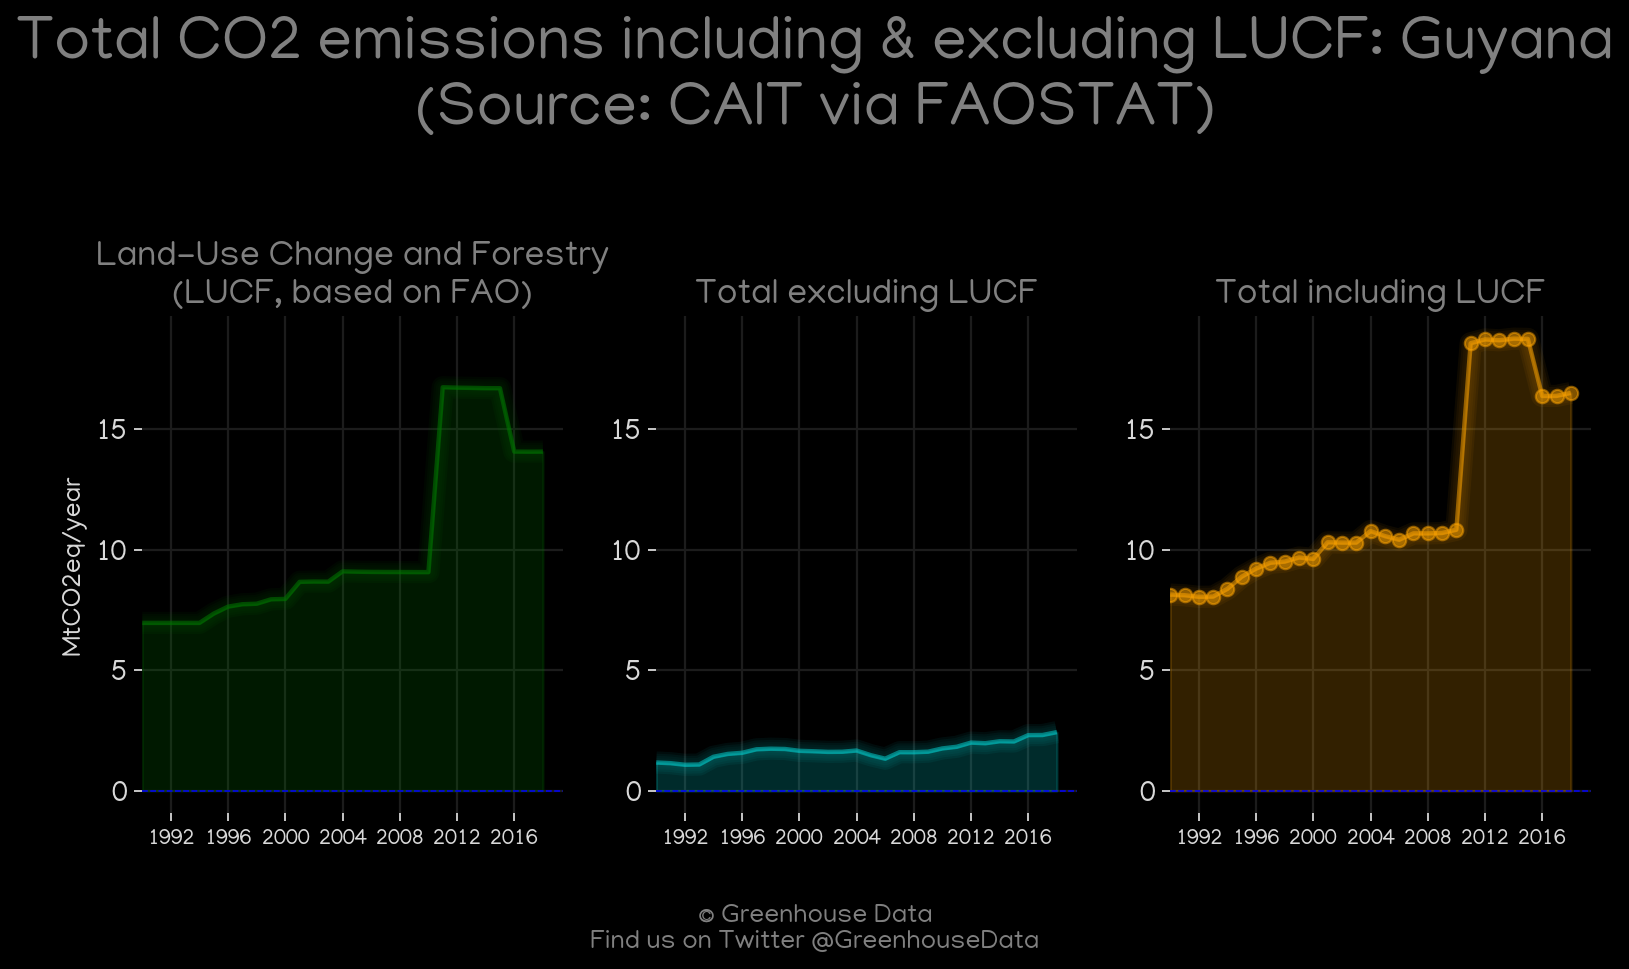 Total CO2 emissions including & excluding LUCF: Guyana
(Source: CAIT via FAOSTAT)
Land-Use Change and Forestry
(LUCF, based on FAO)
Total excluding LUCF
Total including LUCF
MtCO2eq/year
15
10
5
0
1992 1996 2000 2004 2008 2012 2016
15
10
5
0
1992 1996 2000 2004 2008 2012 2016
15
10
5
0
1992 1996 2000 2004 2008 2012 2016
© Greenhouse Data
Find us on Twitter @GreenhouseData